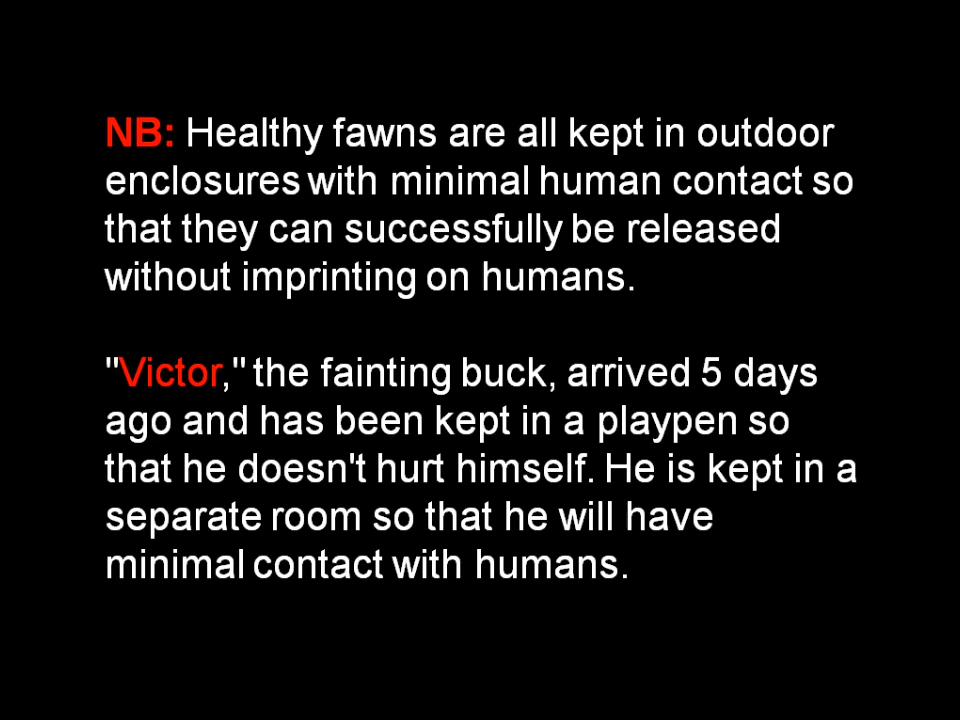 NB: Healthy fawns are all kept in outdoor
enclosures with minimal human contact so
that they can successfully be released
without imprinting on humans.
"Victor," the fainting buck, arrived 5 days
ago and has been kept in a playpen so
that he doesn't hurt himself. He is kept in a
separate room so that he will have
minimal contact with humans.